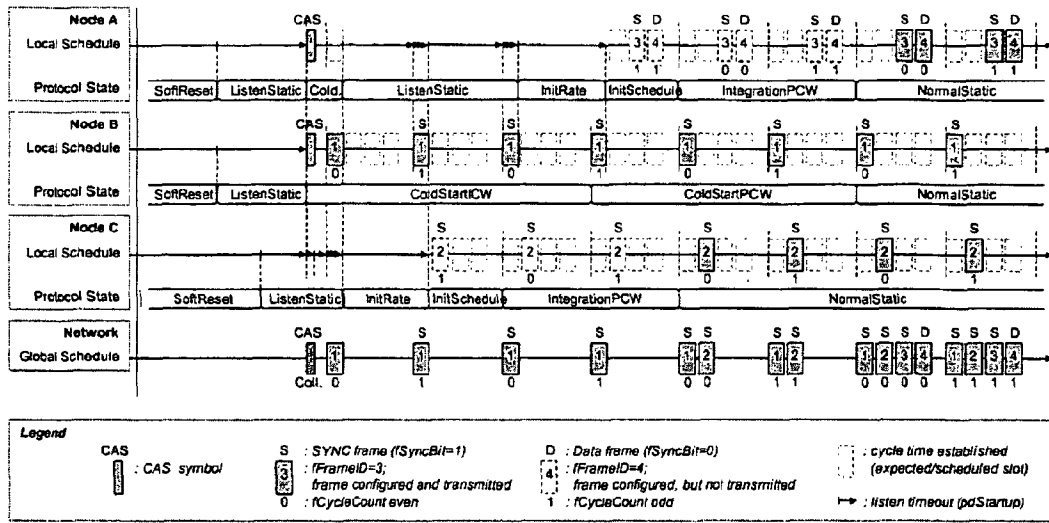 Node A
CAS
S D S D S D S D S D
Local Schedule
3 4 3 4 3 4 3 4 3 4
1 1 0 0 1 1 0 0 1 1
Protocol State
SoftReset ListenStatic Cold. ListenStatic InitRate InitSchedule IntegrationPCW NormalStatic
Node B
CAS S S S S S S S
Local Schedule
1 1 1 1 1 1 1 1
0 1 0 1 0 1 0 1
Protocol State
SoftReset ListenStatic ColdStartICW ColdStartPCW NormalStatic
Node C
S S S S S S S
Local Schedule
2 2 2 2 2 2 2
1 0 1 0 1 0 1
Protocol State
SoftReset ListenStatic InitRate InitSchedule IntegrationPCW NormalStatic
Network
CAS S S S S S S S S S S D S S S D
Global Schedule
1 1 1 1 1 2 1 2 1 2 3 4 1 2 3 4
Coll. 0 1 0 1 0 0 1 1 0 0 0 0 1 1 1 1
Legend
CAS
: CAS symbol
S : SYNC frame (fSyncBit=1)
3 : fFrameID=3;
frame configured and transmitted
0 : fCycleCount even
D : Data frame (fSyncBit=0)
4 : fFrameID=4;
frame configured, but not transmitted
1 : fCycleCount odd
: cycle time established
(expected/scheduled slot)
: listen timeout (pdStartup)